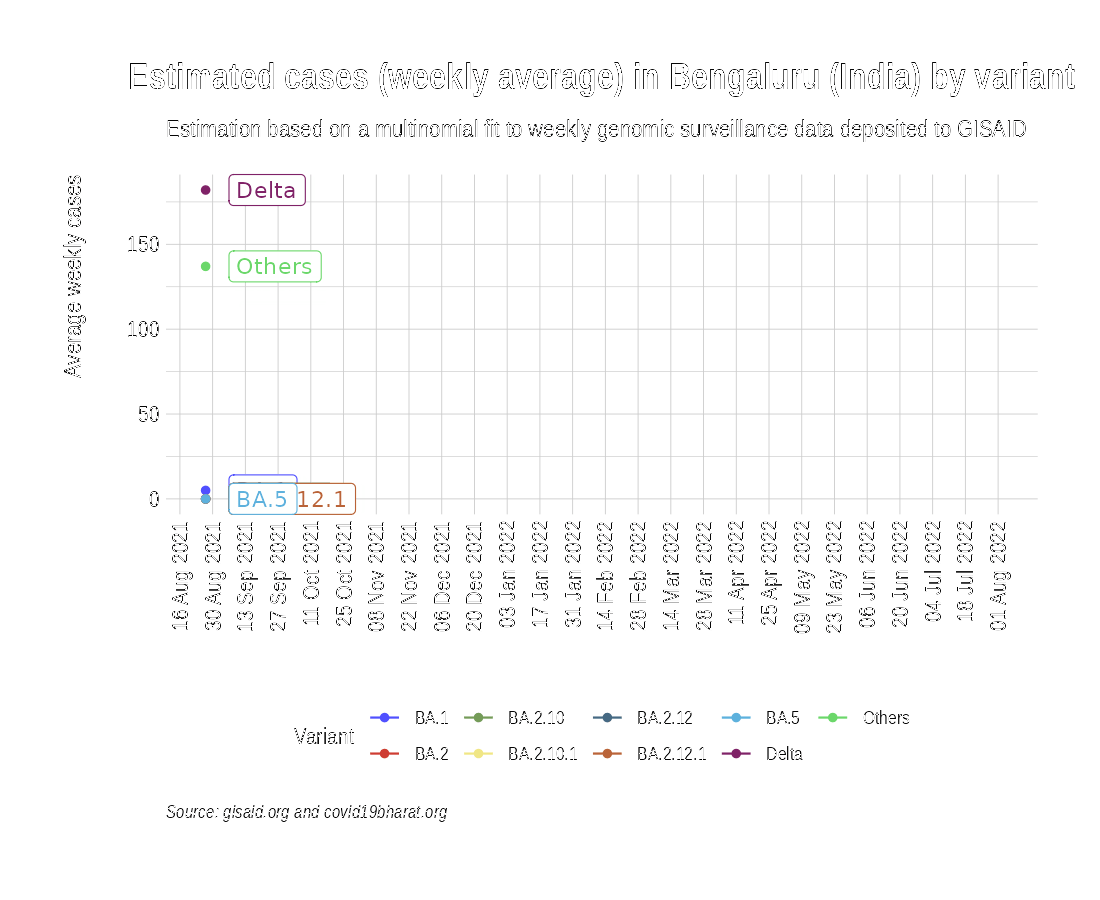 Estimated cases (weekly average) in Bengaluru (India) by variant
Estimation based on a multinomial fit to weekly genomic surveillance data deposited to GISAID
Average weekly cases
150
100
50
0
Delta
Others
BA.5
12.1
16 Aug 2021
30 Aug 2021
13 Sep 2021
27 Sep 2021
11 Oct 2021
25 Oct 2021
08 Nov 2021
22 Nov 2021
06 Dec 2021
20 Dec 2021
03 Jan 2022
17 Jan 2022
31 Jan 2022
14 Feb 2022
28 Feb 2022
14 Mar 2022
28 Mar 2022
11 Apr 2022
25 Apr 2022
09 May 2022
23 May 2022
06 Jun 2022
20 Jun 2022
04 Jul 2022
18 Jul 2022
01 Aug 2022
Variant
BA.1 BA.2.10 BA.2.12 BA.5 Others
BA.2 BA.2.10.1 BA.2.12.1 Delta
Source: gisaid.org and covid19bharat.org